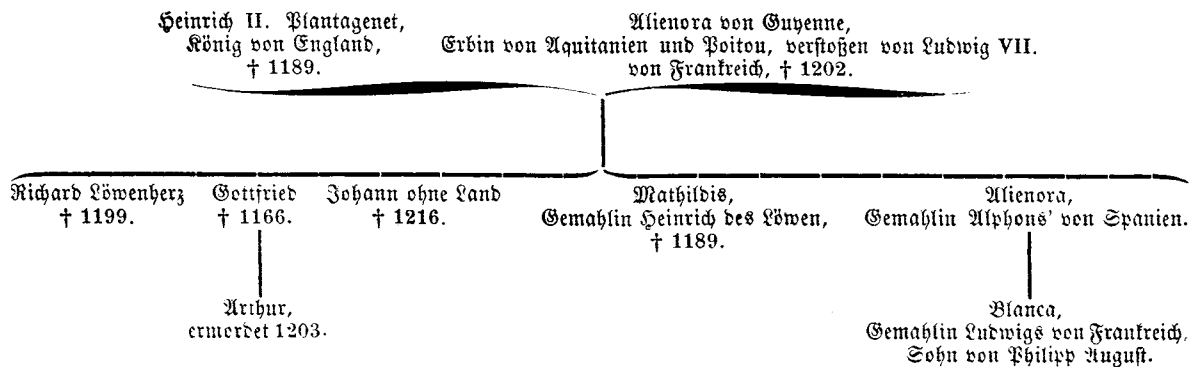 Heinrich II. Plantagenet,
König von England,
† 1189.
Alienora von Guyenne,
Erbin von Aquitanien und Poitou, verstoßen von Ludwig VII.
von Frankreich, † 1202.
Richard Löwenherz
† 1199.
Gottfried
† 1166.
Johann ohne Land
† 1216.
Mathildis,
Gemahlin Heinrich des Löwen,
† 1189.
Alienora,
Gemahlin Alphons' von Spanien.
Arthur,
ermordet 1203.
Blanca,
Gemahlin Ludwigs von Frankreich,
Sohn von Philipp August.